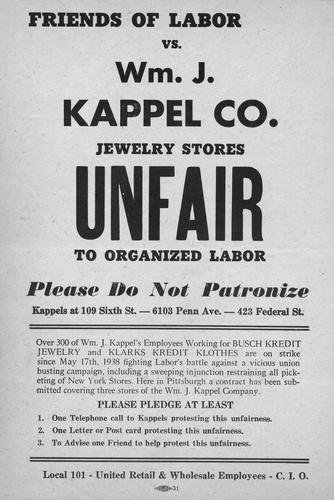 FRIENDS OF LABOR
VS.
Wm. J.
KAPPEL CO.
JEWELRY STORES
UNFAIR
TO ORGANIZED LABOR
Please Do Not Patronize
Kappels at 109 Sixth St. — 6103 Penn Ave. — 423 Federal St.
Over 300 of Wm. J. Kappel's Employees Working for BUSCH KREDIT
JEWELRY and KLARKS KREDIT KLOTHES are on strike
since May 17th, 1938 fighting Labor's battle against a vicious union
busting campaign, including a sweeping injunction restraining all pick-
eting of New York Stores. Here in Pittsburgh a contract has been sub-
mitted covering three stores of the Wm. J. Kappel Company.
PLEASE PLEDGE AT LEAST
1. One Telephone call to Kappels protesting this unfairness.
2. One Letter or Post card protesting this unfairness.
3. To Advise one Friend to help protest this unfairness.
Local 101 - United Retail & Wholesale Employees - C. I. O.
31